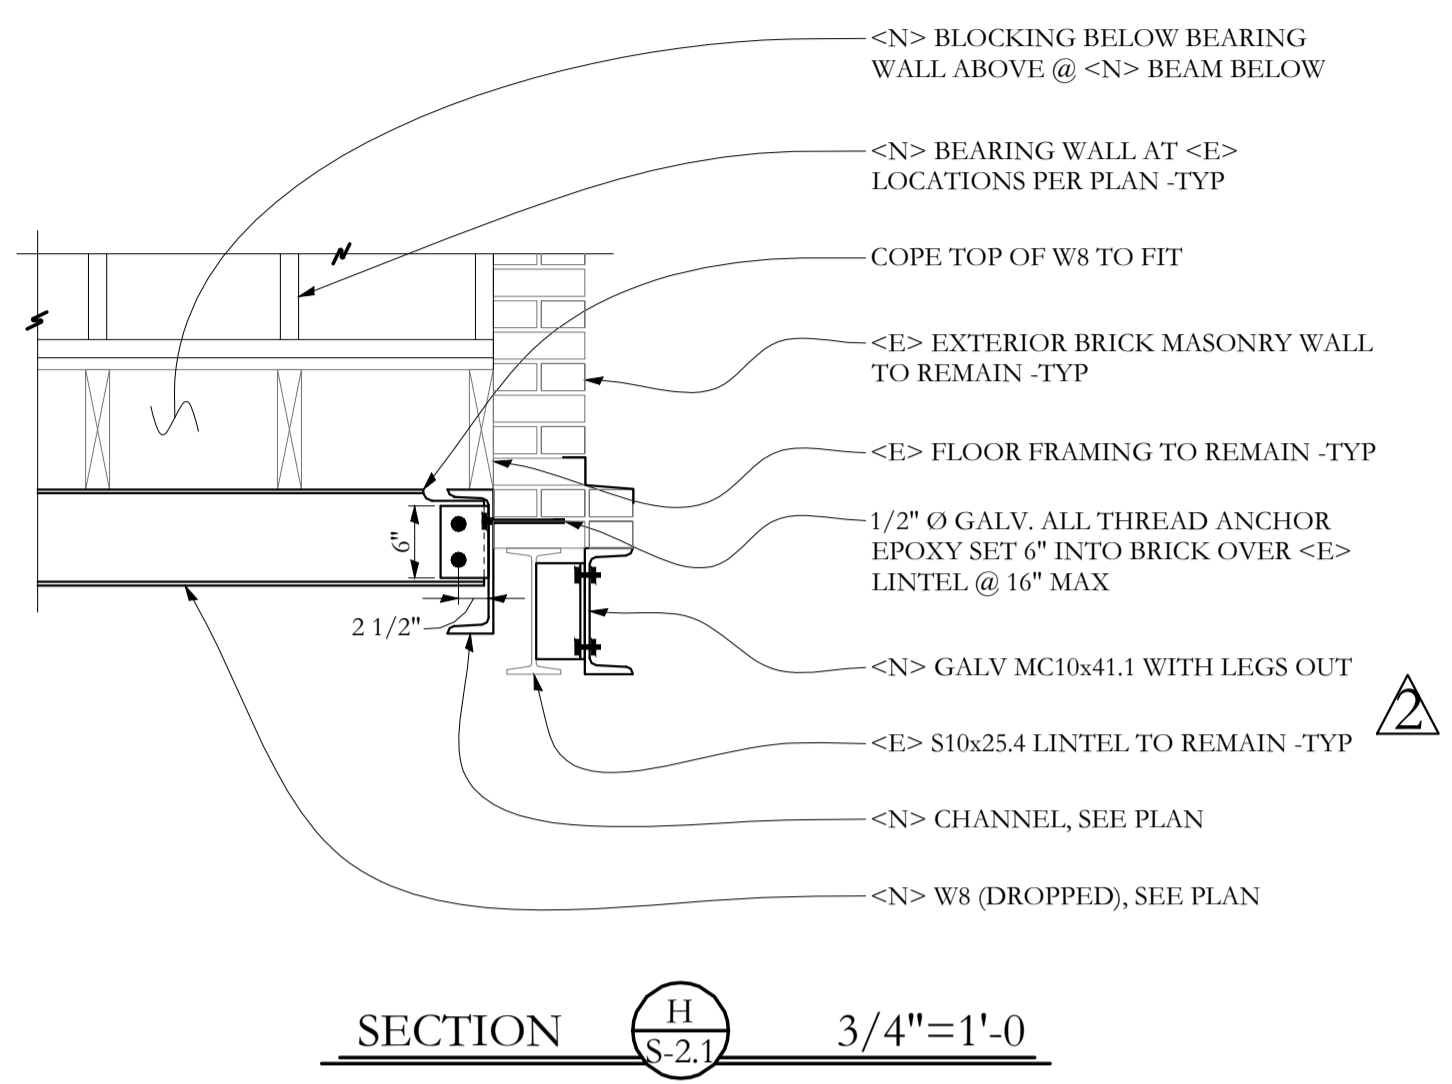 <N> BLOCKING BELOW BEARING
WALL ABOVE @ <N> BEAM BELOW
<N> BEARING WALL AT <E>
LOCATIONS PER PLAN -TYP
COPE TOP OF W8 TO FIT
<E> EXTERIOR BRICK MASONRY WALL
TO REMAIN -TYP
<E> FLOOR FRAMING TO REMAIN -TYP
1/2" Ø GALV. ALL THREAD ANCHOR
EPOXY SET 6" INTO BRICK OVER <E>
LINTEL @ 16" MAX
6"
2 1/2"
<N> GALV MC10x41.1 WITH LEGS OUT
2
<E> S10x25.4 LINTEL TO REMAIN -TYP
<N> CHANNEL, SEE PLAN
<N> W8 (DROPPED), SEE PLAN
SECTION
H
S-2.1
3/4"=1'-0